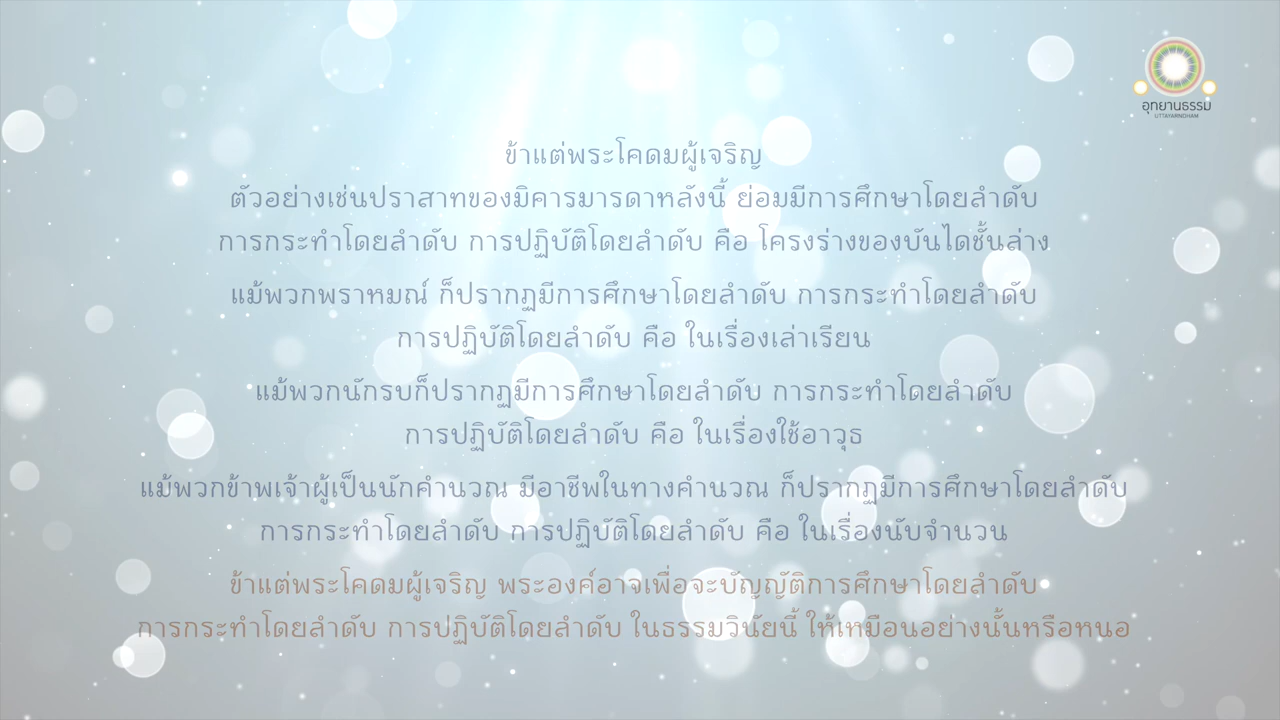 อุทยานธรรม
UTTAYARNDHAM
ข้าแต่พระโคดมผู้เจริญ
ตัวอย่างเช่นปราสาทของมิคารมารดาหลังนี้ ย่อมมีการศึกษาโดยลำดับ
การกระทำโดยลำดับ การปฏิบัติโดยลำดับ คือ โครงร่างของบันไดชั้นล่าง
แม้พวกพราหมณ์ ก็ปรากฏมีการศึกษาโดยลำดับ การกระทำโดยลำดับ
การปฏิบัติโดยลำดับ คือ ในเรื่องเล่าเรียน
แม้พวกนักรบก็ปรากฏมีการศึกษาโดยลำดับ การกระทำโดยลำดับ
การปฏิบัติโดยลำดับ คือ ในเรื่องใช้อาวุธ
แม้พวกข้าพเจ้าผู้เป็นนักคำนวณ มีอาชีพในทางคำนวณ ก็ปรากฏมีการศึกษาโดยลำดับ
การกระทำโดยลำดับ การปฏิบัติโดยลำดับ คือ ในเรื่องนับจำนวน
ข้าแต่พระโคดมผู้เจริญ พระองค์อาจเพื่อจะบัญญัติการศึกษาโดยลำดับ
การกระทำโดยลำดับ การปฏิบัติโดยลำดับ ในธรรมวินัยนี้ ให้เหมือนอย่างนั้นหรือหนอ